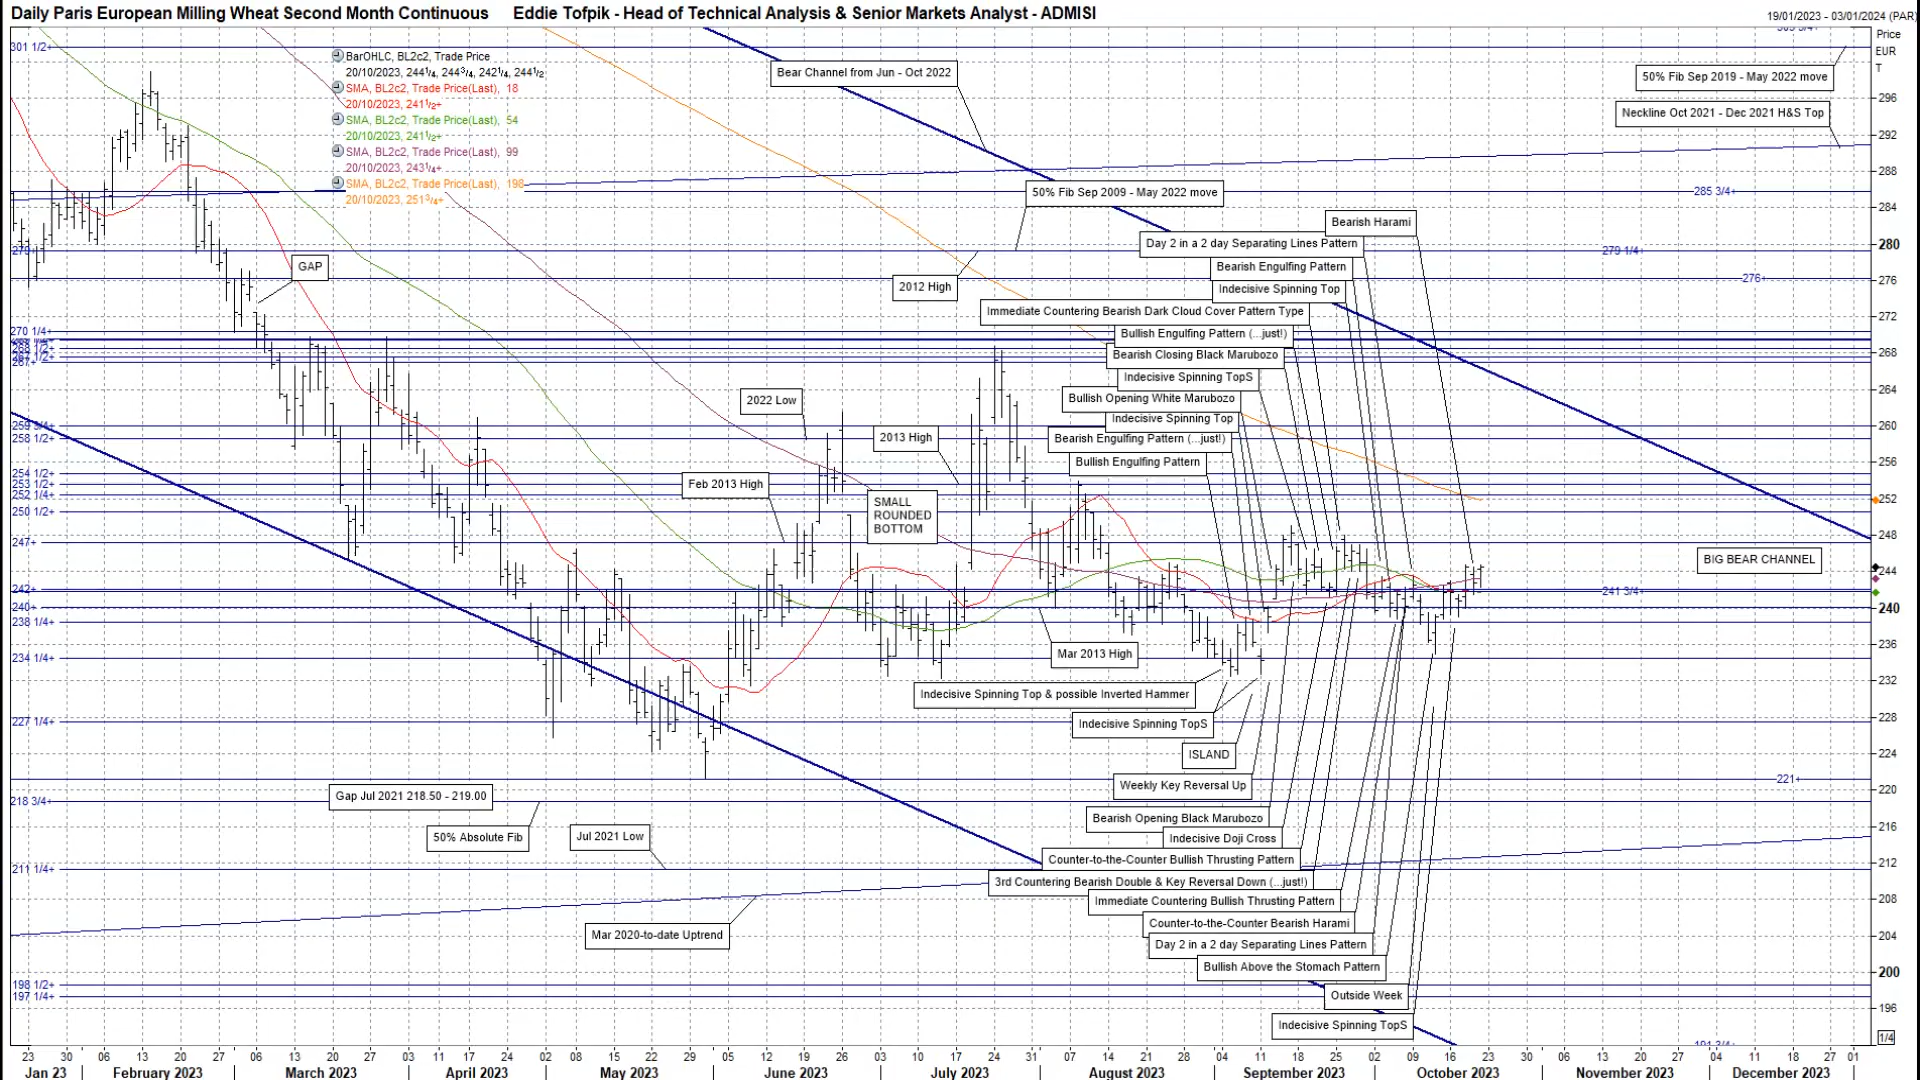 Daily Paris European Milling Wheat Second Month Continuous Eddie Tofpik - Head of Technical Analysis & Senior Markets Analyst - ADMISI
19/01/2023 - 03/01/2024 (PAR)
Price
EUR
T
BarOHLC, BL2c2, Trade Price
20/10/2023, 244 1/4, 244 3/4, 242 1/4, 244 1/2
SMA, BL2c2, Trade Price(Last), 18
20/10/2023, 241 1/2+
SMA, BL2c2, Trade Price(Last), 54
20/10/2023, 241 1/2+
SMA, BL2c2, Trade Price(Last), 99
20/10/2023, 243 1/4+
SMA, BL2c2, Trade Price(Last), 198
20/10/2023, 251 3/4+
Bear Channel from Jun - Oct 2022
50% Fib Sep 2019 - May 2022 move
Neckline Oct 2021 - Dec 2021 H&S Top
50% Fib Sep 2009 - May 2022 move
Bearish Harami
Day 2 in a 2 day Separating Lines Pattern
GAP
Bearish Engulfing Pattern
2012 High
Indecisive Spinning Top
Immediate Countering Bearish Dark Cloud Cover Pattern Type
Bullish Engulfing Pattern (...just!)
Bearish Closing Black Marubozo
Indecisive Spinning TopS
2022 Low
Bullish Opening White Marubozo
Indecisive Spinning Top
2013 High
Bearish Engulfing Pattern (...just!)
Bullish Engulfing Pattern
Feb 2013 High
SMALL
ROUNDED
BOTTOM
BIG BEAR CHANNEL
Mar 2013 High
Indecisive Spinning Top & possible Inverted Hammer
Indecisive Spinning TopS
ISLAND
Weekly Key Reversal Up
Gap Jul 2021 218.50 - 219.00
Bearish Opening Black Marubozo
50% Absolute Fib
Jul 2021 Low
Indecisive Doji Cross
Counter-to-the-Counter Bullish Thrusting Pattern
3rd Countering Bearish Double & Key Reversal Down (...just!)
Immediate Countering Bullish Thrusting Pattern
Counter-to-the-Counter Bearish Harami
Mar 2020-to-date Uptrend
Day 2 in a 2 day Separating Lines Pattern
Bullish Above the Stomach Pattern
Outside Week
Indecisive Spinning TopS
301 1/2+
279+
270 1/4+
268 1/2+
267 1/2+
267+
259 3/4+
258 1/2+
254 1/2+
253 1/2+
252 1/4+
250 1/2+
247+
242+
240+
238 1/4+
234 1/4+
227 1/4+
218 3/4+
211 1/4+
198 1/2+
197 1/4+
285 3/4+
279 1/4+
276+
241 3/4+
221+
296
292
288
284
280
276
272
268
264
260
256
252
248
244
240
236
232
228
224
220
216
212
208
204
200
196
1/4
23 30 06 13 20 27 06 13 20 27 03 11 17 24 02 08 15 22 29 05 12 19 26 03 10 17 24 31 07 14 21 28 04 11 18 25 02 09 16 23 30 06 13 20 27 04 11 18 27 01
Jan 23 February 2023 March 2023 April 2023 May 2023 June 2023 July 2023 August 2023 September 2023 October 2023 November 2023 December 2023